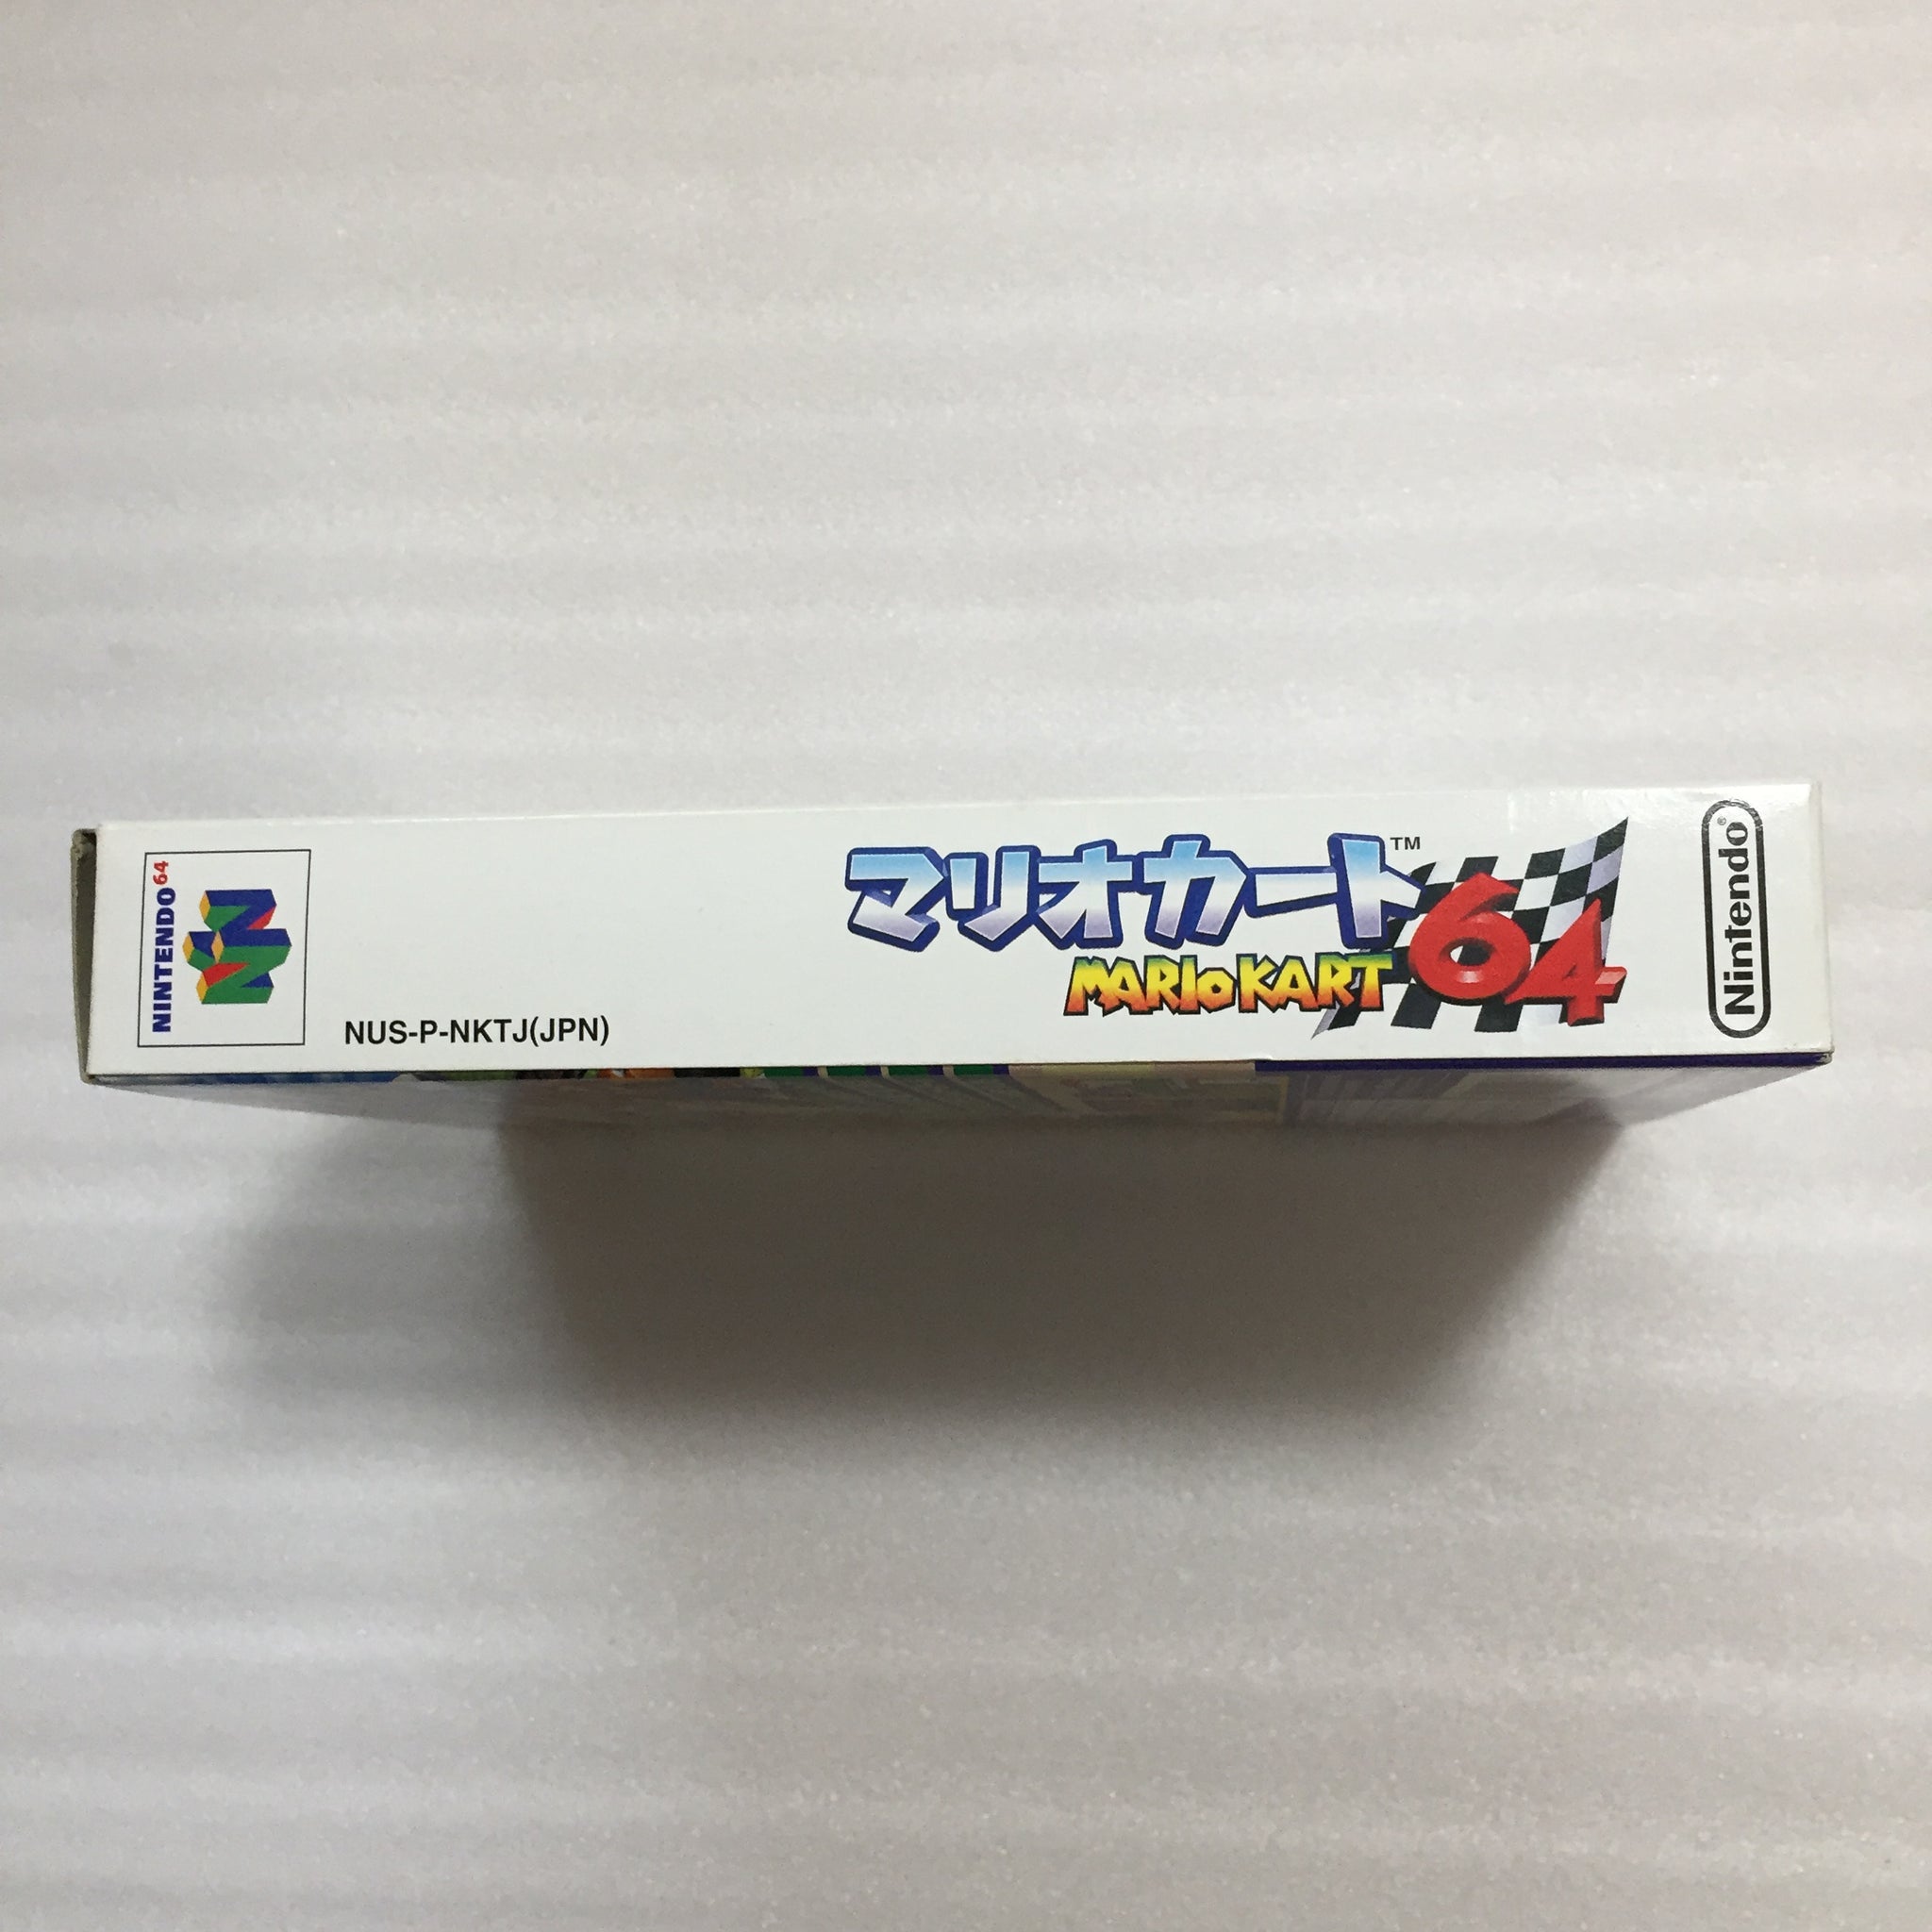 NINTENDO64
NUS-P-NKTJ(JPN)
マリオカート™
MARIO KART
64
Nintendo®